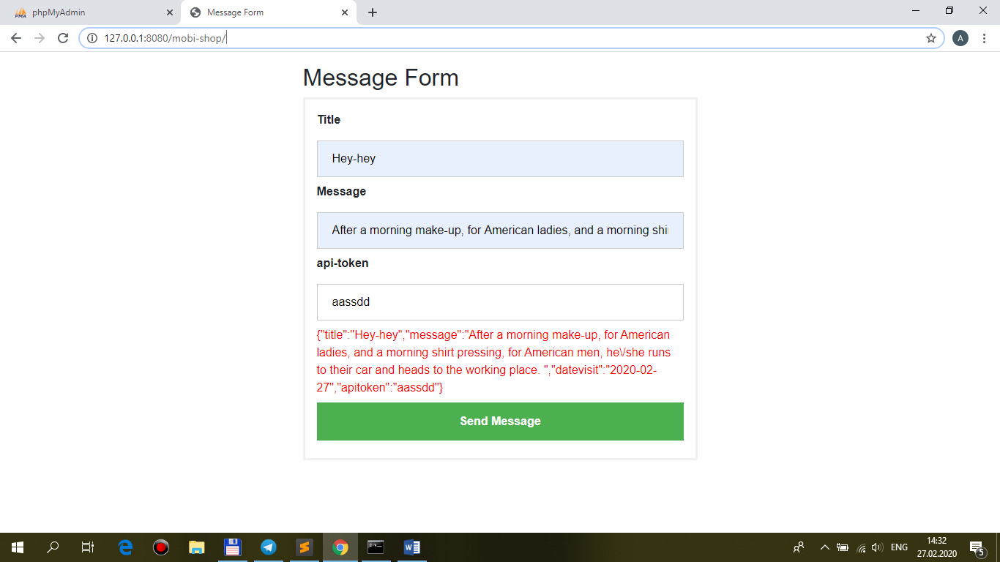 phpMyAdmin
Message Form
127.0.0.1:8080/mobi-shop/
A
Message Form
Title
Hey-hey
Message
After a morning make-up, for American ladies, and a morning shi
api-token
aassdd
{"title":"Hey-hey","message":"After a morning make-up, for American
ladies, and a morning shirt pressing, for American men, he\/she runs
to their car and heads to the working place. ","datevisit":"2020-02-
27","apitoken":"aassdd"}
Send Message
ENG
14:32
27.02.2020
5